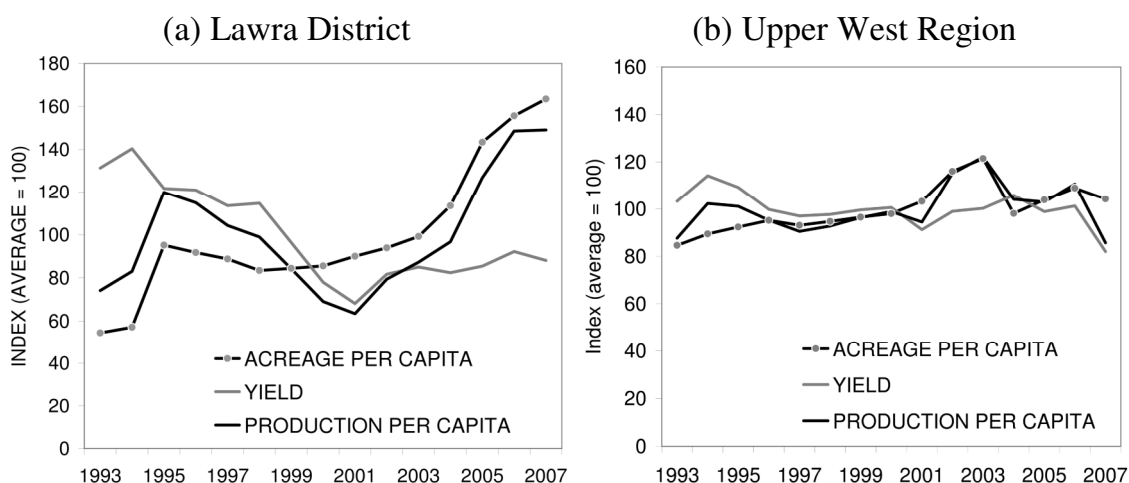 (a) Lawra District
INDEX (AVERAGE = 100)
180
160
140
120
100
80
60
40
20
0
ACREAGE PER CAPITA
YIELD
PRODUCTION PER CAPITA
1993 1995 1997 1999 2001 2003 2005 2007
(b) Upper West Region
Index (average = 100)
160
140
120
100
80
60
40
20
0
ACREAGE PER CAPITA
YIELD
PRODUCTION PER CAPITA
1993 1995 1997 1999 2001 2003 2005 2007